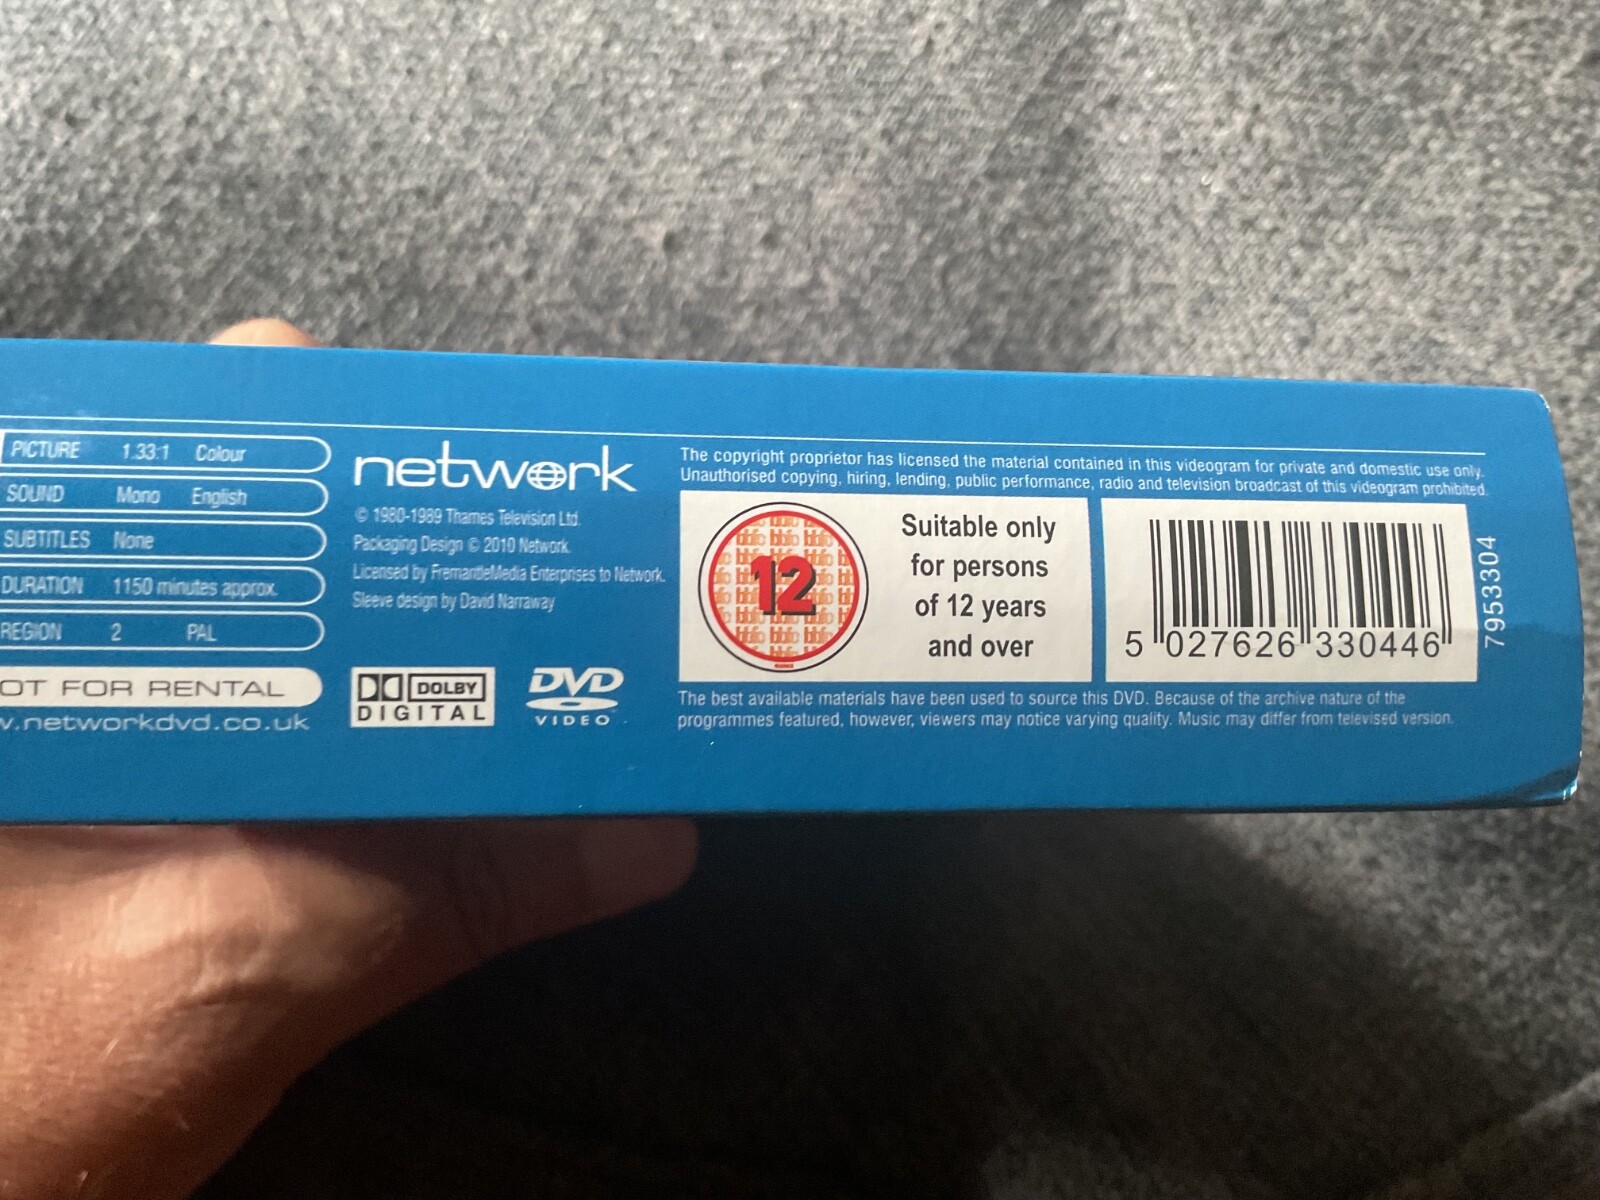 PICTURE 1.33:1 Colour
SOUND Mono English
SUBTITLES None
DURATION 1150 minutes approx.
REGION 2 PAL
OT FOR RENTAL
v.networkdvd.co.uk
network
© 1980-1989 Thames Television Ltd.
Packaging Design © 2010 Network.
Licensed by FremantleMedia Enterprises to Network.
Sleeve design by David Narraway
DOLBY
DIGITAL
DVD
VIDEO
The copyright proprietor has licensed the material contained in this videogram for private and domestic use only.
Unauthorised copying, hiring, lending, public performance, radio and television broadcast of this videogram prohibited.
12
Suitable only
for persons
of 12 years
and over
5 027626 330446
7953304
The best available materials have been used to source this DVD. Because of the archive nature of the
programmes featured, however, viewers may notice varying quality. Music may differ from televised version.